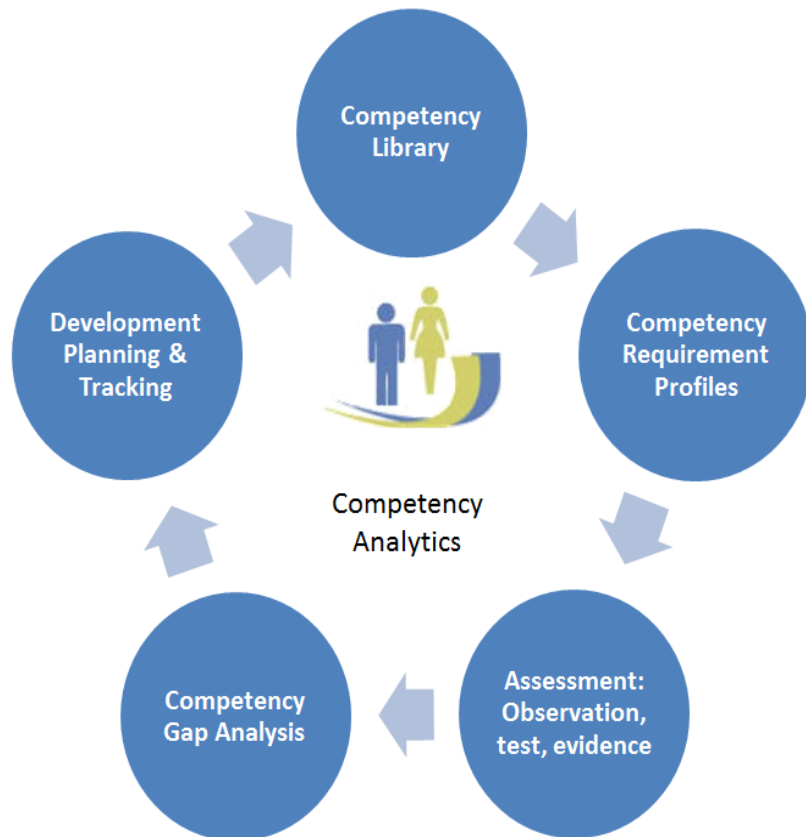 Competency
Library
Competency
Requirement
Profiles
Assessment:
Observation,
test, evidence
Competency
Gap Analysis
Development
Planning &
Tracking
Competency
Analytics